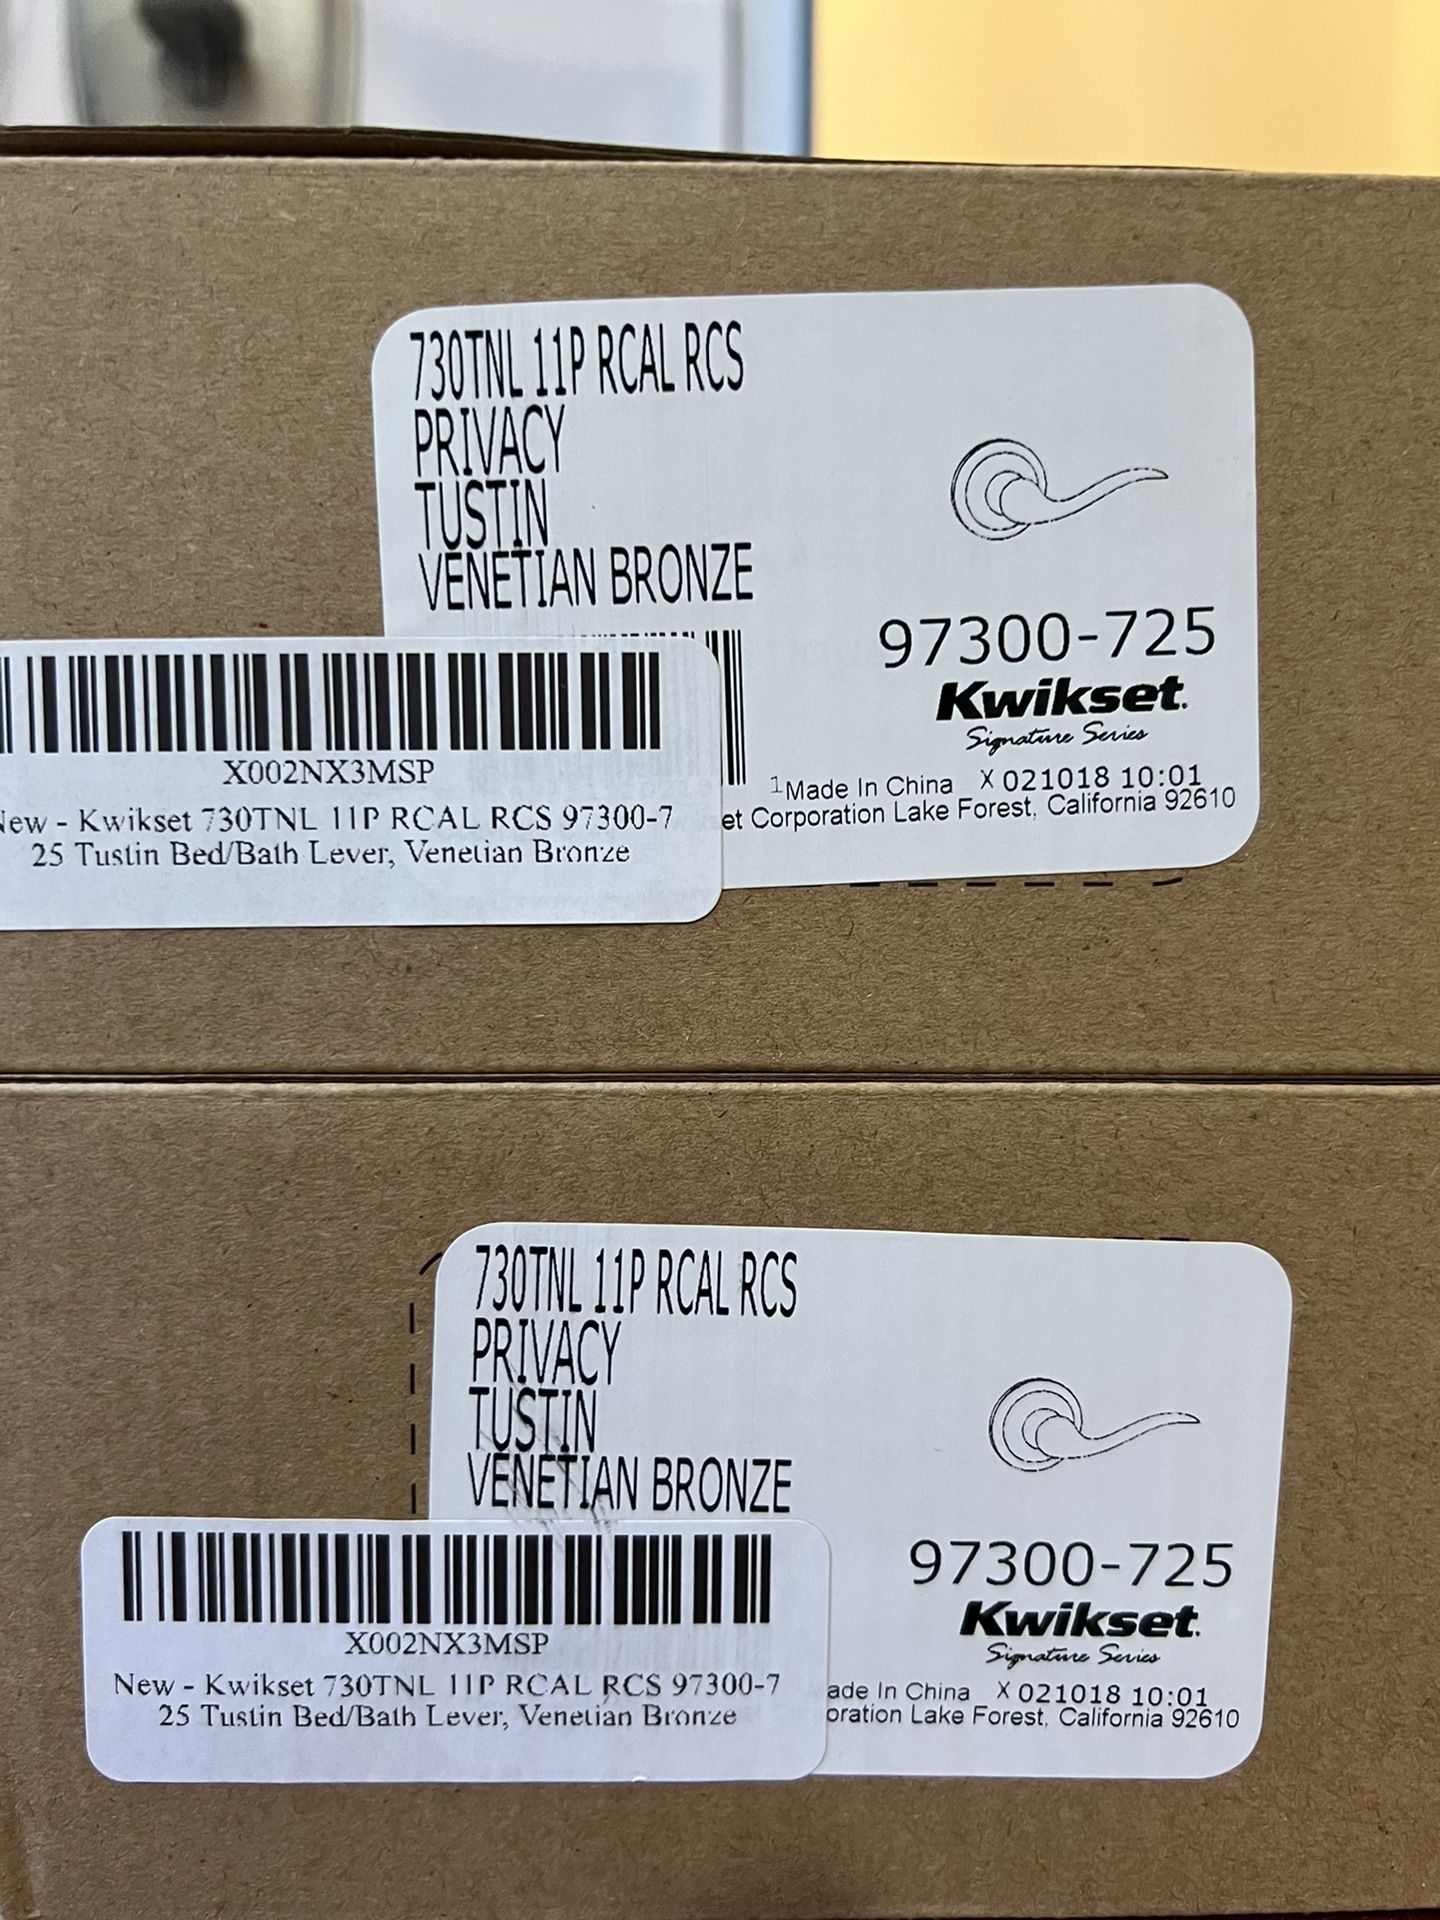 730TNL 11P RCAL RCS
PRIVACY
TUSTIN
VENETIAN BRONZE
97300-725
Kwikset.
Signature Series
1Made In China X 021018 10:01
et Corporation Lake Forest, California 92610
X002NX3MSP
New - Kwikset 730TNL 11P RCAL RCS 97300-7
25 Tustin Bed/Bath Lever, Venetian Bronze
730TNL 11P RCAL RCS
PRIVACY
TUSTIN
VENETIAN BRONZE
97300-725
Kwikset.
Signature Series
ade In China X 021018 10:01
oration Lake Forest, California 92610
X002NX3MSP
New - Kwikset 730TNL 11P RCAL RCS 97300-7
25 Tustin Bed/Bath Lever, Venetian Bronze